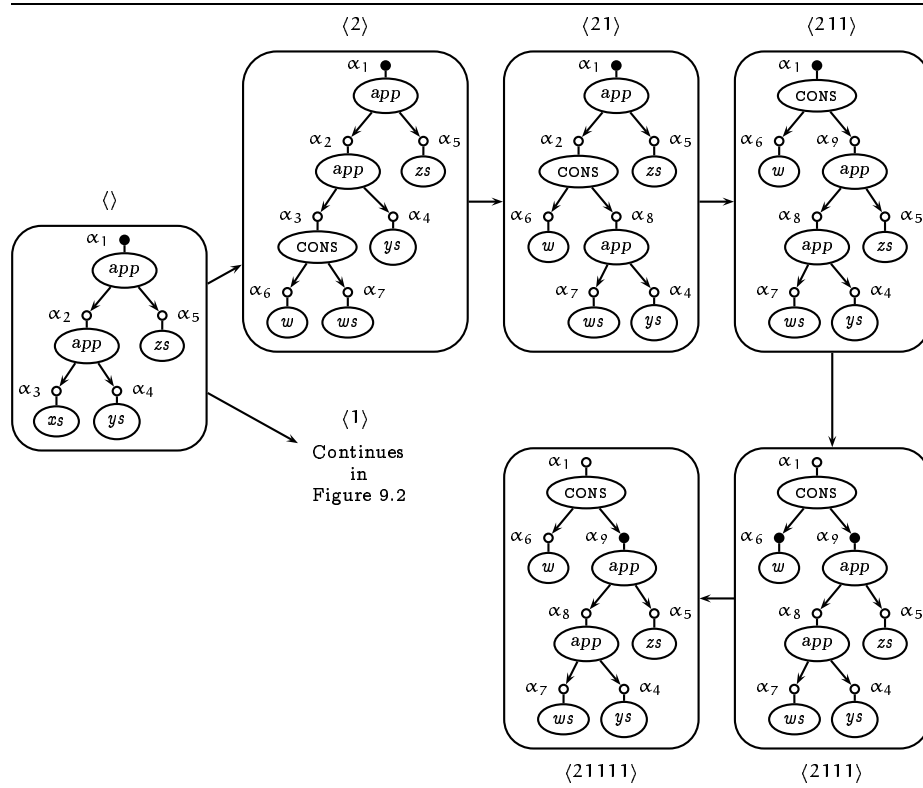 ⟨2⟩ ⟨21⟩ ⟨211⟩
α1 α1 α1
app app CONS
α2 α5 α2 α5 α6 α9
app zs CONS zs w app
⟨⟩ α3 α4 α6 α8 α8 α5
α1 CONS ys w app app zs
app
α6 α7 α7 α4 α7 α4
α2 α5 w ws ws ys ws ys
app zs
α3 α4
xs ys
⟨1⟩
Continues
in
Figure 9.2
α1 α1
CONS CONS
α6 α9 α6 α9
w app w app
α8 α5 α8 α5
app zs app zs
α7 α4 α7 α4
ws ys ws ys
⟨21111⟩ ⟨2111⟩